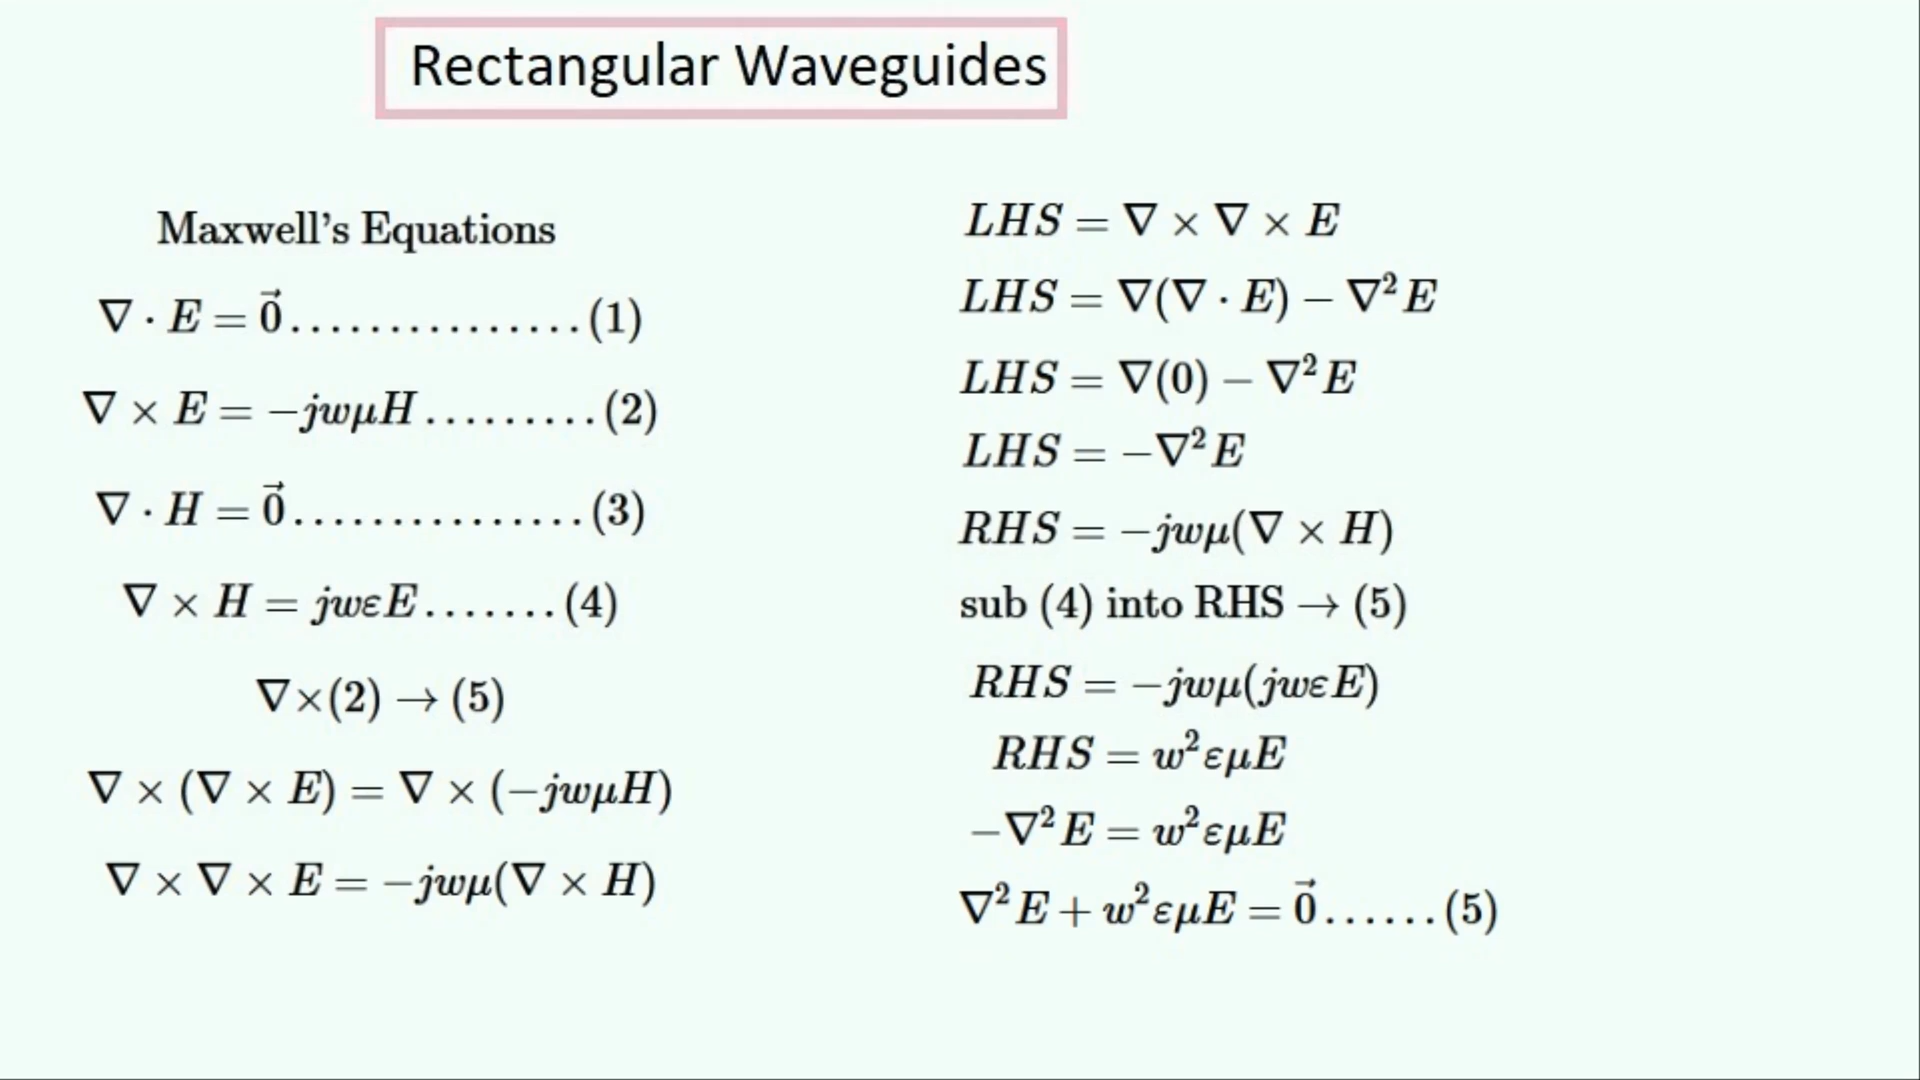 Rectangular Waveguides
Maxwell's Equations
∇ · E = 0⃗ . . . . . . . . . . . . . . . (1)
∇ × E = −jwμH . . . . . . . . . (2)
∇ · H = 0⃗ . . . . . . . . . . . . . . . (3)
∇ × H = jwεE . . . . . . . (4)
∇×(2) → (5)
∇ × (∇ × E) = ∇ × (−jwμH)
∇ × ∇ × E = −jwμ(∇ × H)
LHS = ∇ × ∇ × E
LHS = ∇(∇ · E) − ∇²E
LHS = ∇(0) − ∇²E
LHS = −∇²E
RHS = −jwμ(∇ × H)
sub (4) into RHS → (5)
RHS = −jwμ(jwεE)
RHS = w²εμE
−∇²E = w²εμE
∇²E + w²εμE = 0⃗ . . . . . . (5)